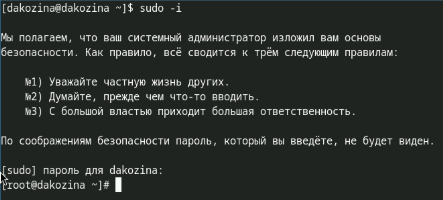 [dakozina@dakozina ~]$ sudo -i
Мы полагаем, что ваш системный администратор изложил вам основы
безопасности. Как правило, всё сводится к трём следующим правилам:
№1) Уважайте частную жизнь других.
№2) Думайте, прежде чем что-то вводить.
№3) С большой властью приходит большая ответственность.
По соображениям безопасности пароль, который вы введёте, не будет виден.
[sudo] пароль для dakozina:
[root@dakozina ~]#